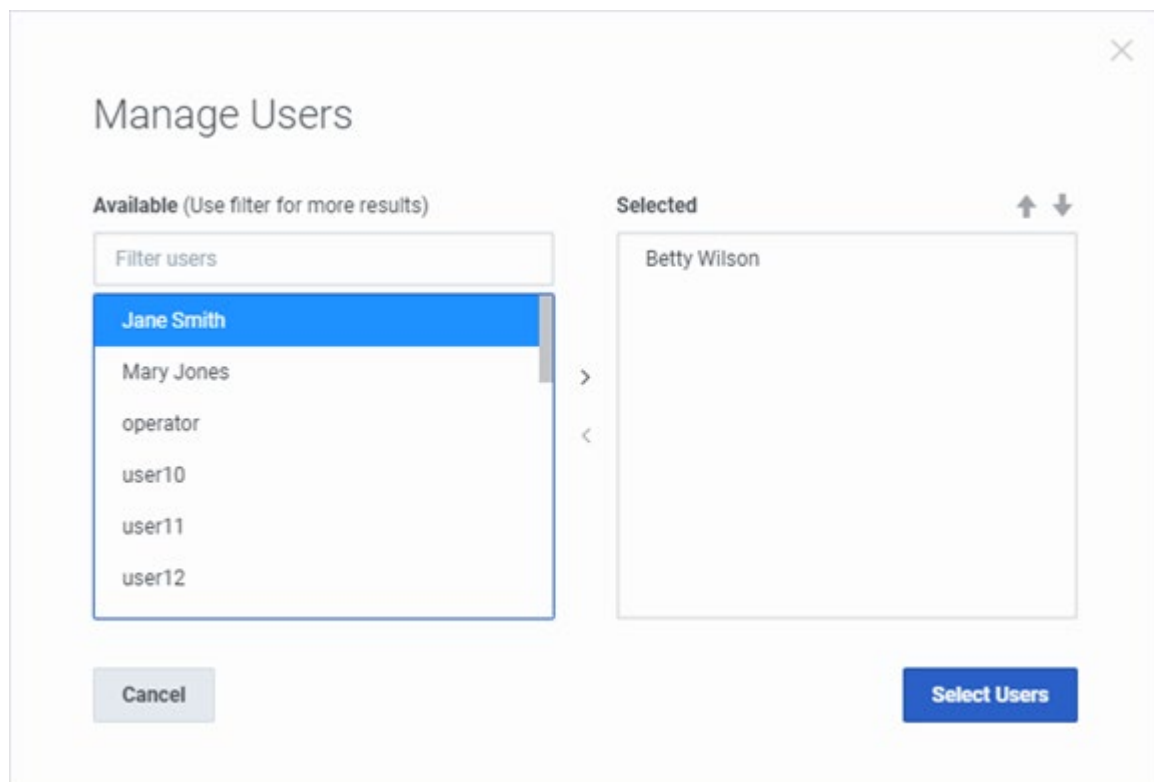 Manage Users
Available (Use filter for more results)
Filter users
Jane Smith
Mary Jones
operator
user10
user11
user12
Selected
Betty Wilson
Cancel
Select Users